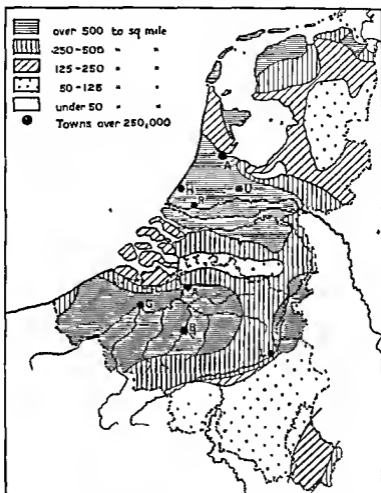 over 500 to sq mile
250-500 " "
125-250 " "
50-125 " "
under 50 " "
Towns over 250,000
A
H
U
R
A
G
B
L